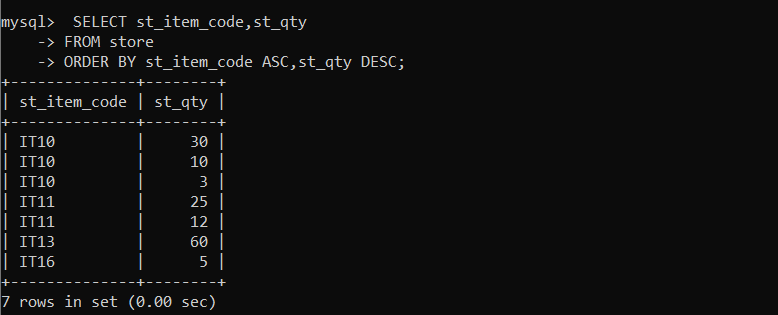 mysql>  SELECT st_item_code,st_qty
    -> FROM store
    -> ORDER BY st_item_code ASC,st_qty DESC;
+--------------+--------+
| st_item_code | st_qty |
+--------------+--------+
| IT10         |     30 |
| IT10         |     10 |
| IT10         |      3 |
| IT11         |     25 |
| IT11         |     12 |
| IT13         |     60 |
| IT16         |      5 |
+--------------+--------+
7 rows in set (0.00 sec)